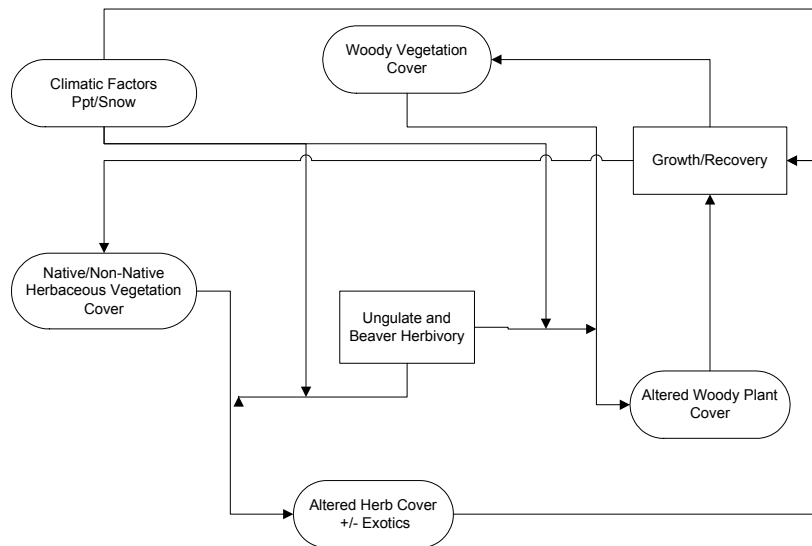 Woody Vegetation
Cover
Climatic Factors
Ppt/Snow
Growth/Recovery
Native/Non-Native
Herbaceous Vegetation
Cover
Ungulate and
Beaver Herbivory
Altered Woody Plant
Cover
Altered Herb Cover
+/- Exotics